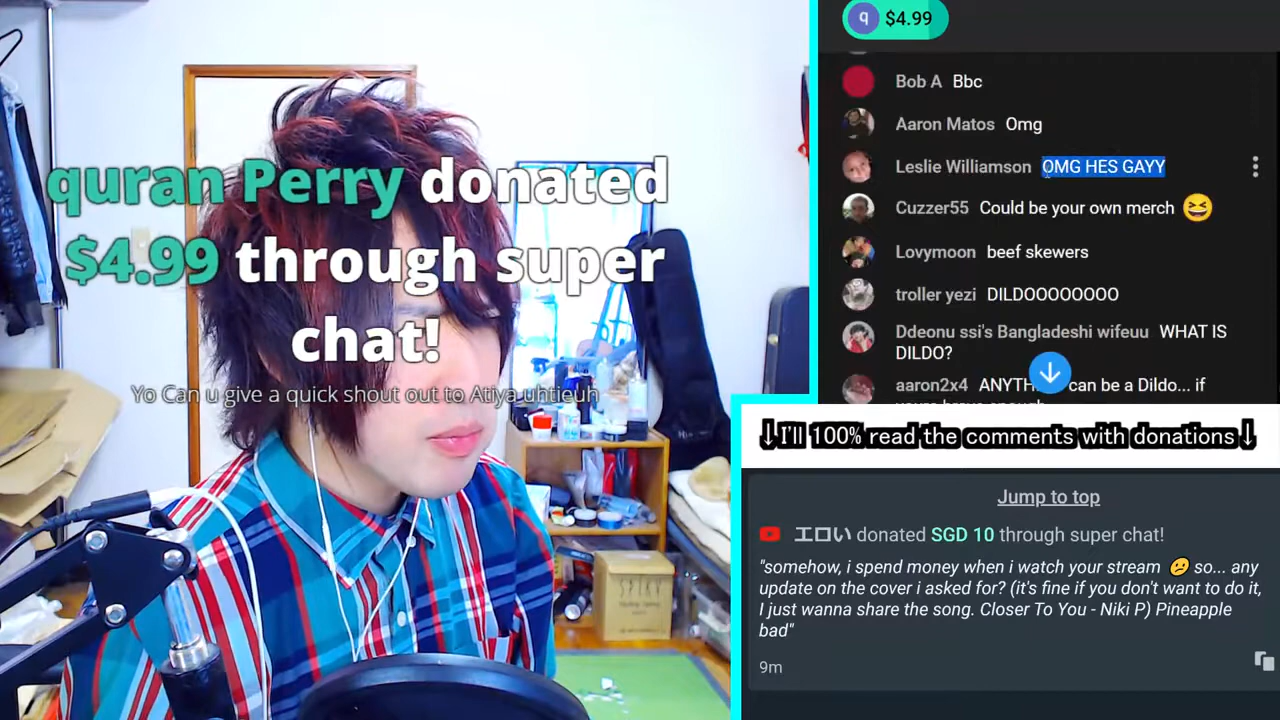 quran Perry donated
$4.99 through super
chat!
Yo Can u give a quick shout out to Atiya uhtieuh
q $4.99
Bob A Bbc
Aaron Matos Omg
Leslie Williamson OMG HES GAYY
Cuzzer55 Could be your own merch 😆
Lovymoon beef skewers
troller yezi DILDOOOOOOOO
Ddeonu ssi's Bangladeshi wifeuu WHAT IS
DILDO?
aaron2x4 can be a Dildo... if
↓I'll 100% read the comments with donations↓
Jump to top
エロい donated SGD 10 through super chat!
"somehow, i spend money when i watch your stream 😕 so... any
update on the cover i asked for? (it's fine if you don't want to do it,
I just wanna share the song. Closer To You - Niki P) Pineapple
bad"
9m
SPIKY